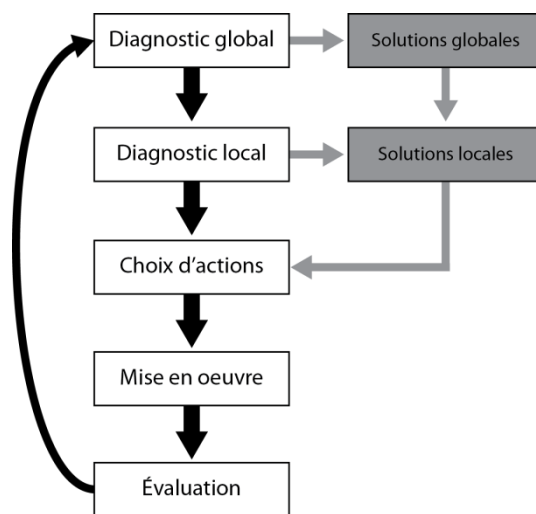 Diagnostic global
Solutions globales
Diagnostic local
Solutions locales
Choix d'actions
Mise en oeuvre
Évaluation